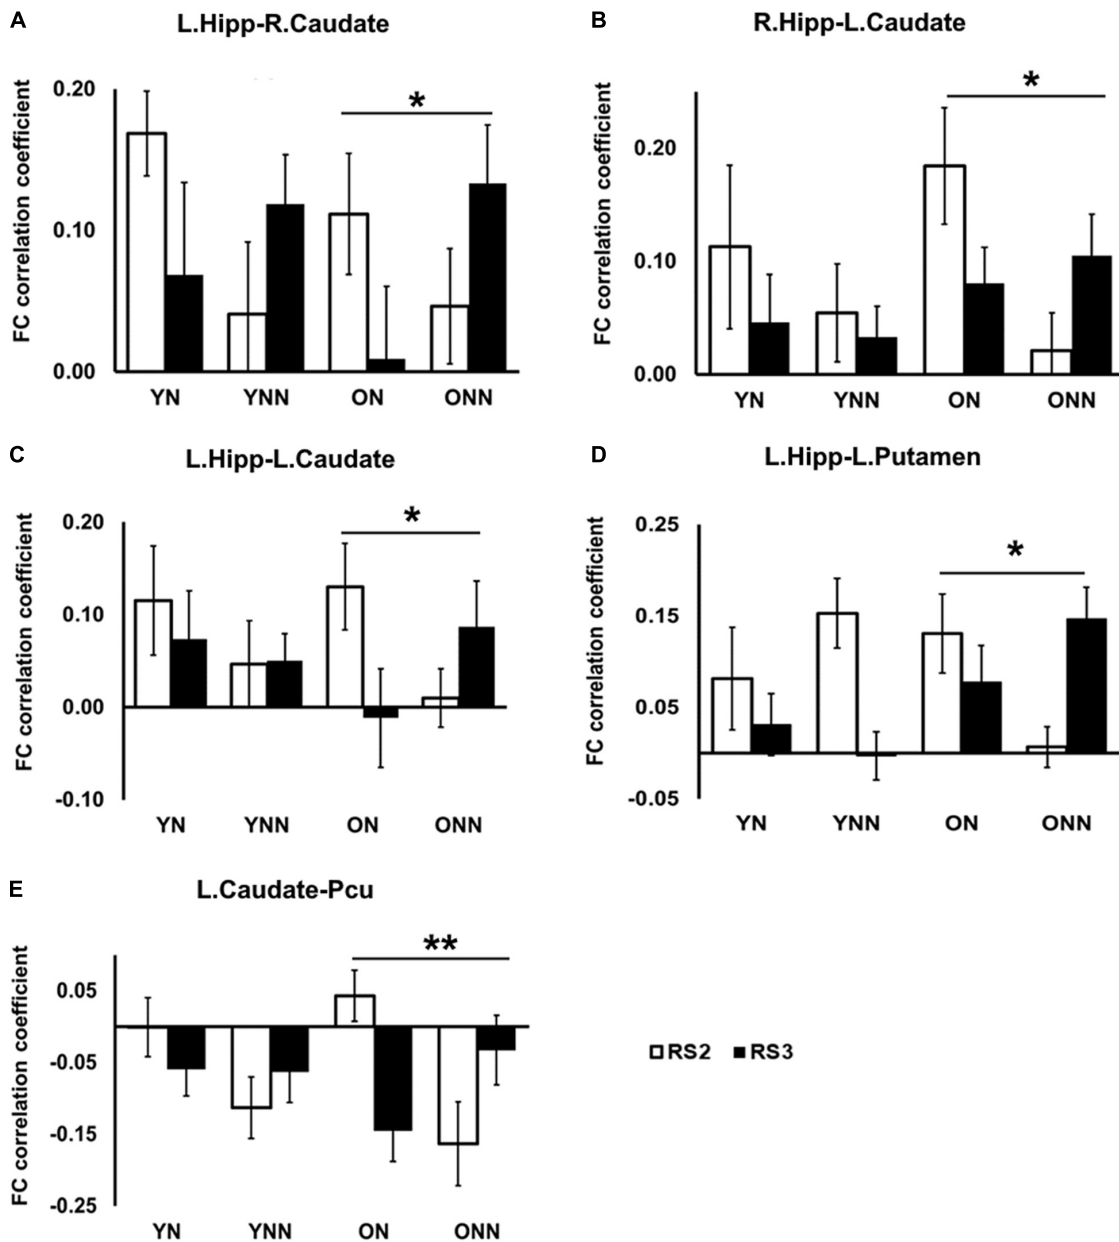 A
L.Hipp-R.Caudate
FC correlation coefficient
0.20
0.10
0.00
*
YN YNN ON ONN
B
R.Hipp-L.Caudate
FC correlation coefficient
0.20
0.10
0.00
*
YN YNN ON ONN
C
L.Hipp-L.Caudate
FC correlation coefficient
0.20
0.10
0.00
-0.10
*
YN YNN ON ONN
D
L.Hipp-L.Putamen
FC correlation coefficient
0.25
0.15
0.05
-0.05
*
YN YNN ON ONN
E
L.Caudate-Pcu
FC correlation coefficient
0.05
-0.05
-0.15
-0.25
**
YN YNN ON ONN
RS2 RS3